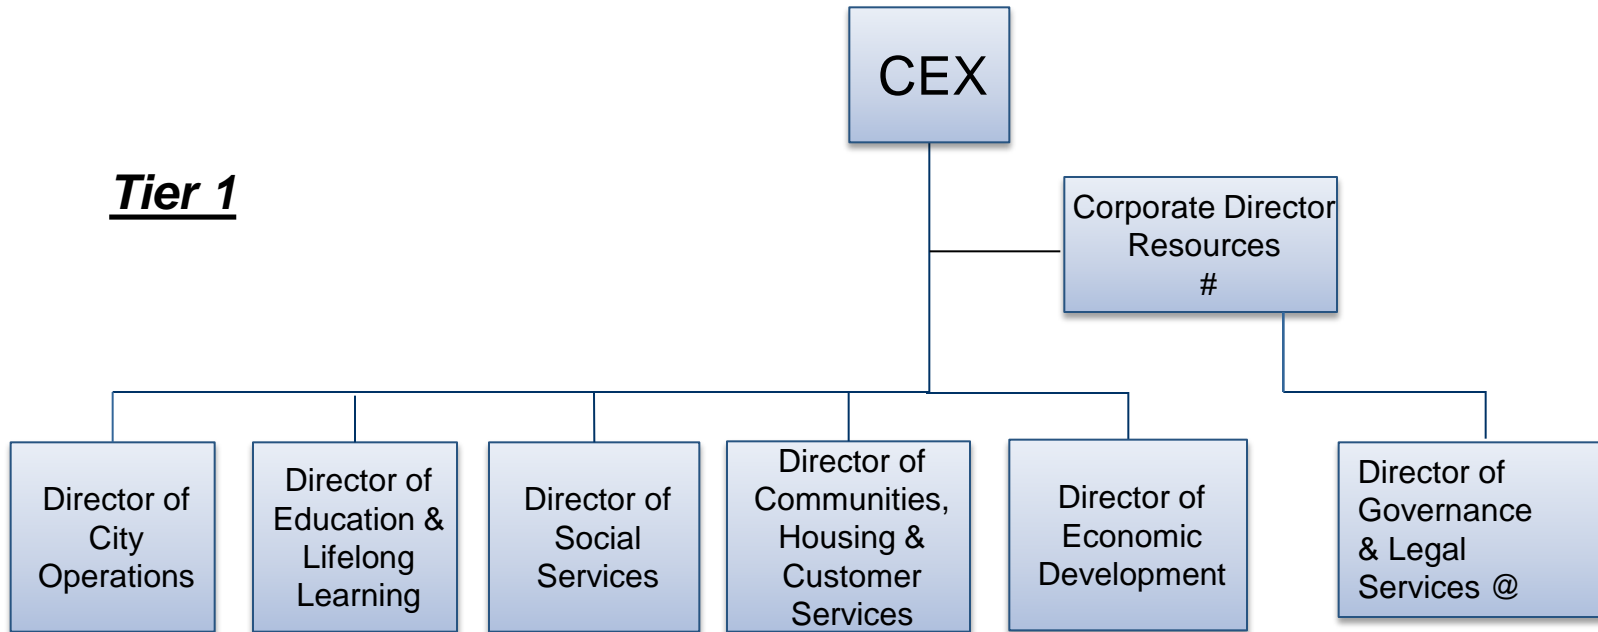 CEX
Tier 1
Corporate Director
Resources
#
Director of
City
Operations
Director of
Education &
Lifelong
Learning
Director of
Social
Services
Director of
Communities,
Housing &
Customer
Services
Director of
Economic
Development
Director of
Governance
& Legal
Services @